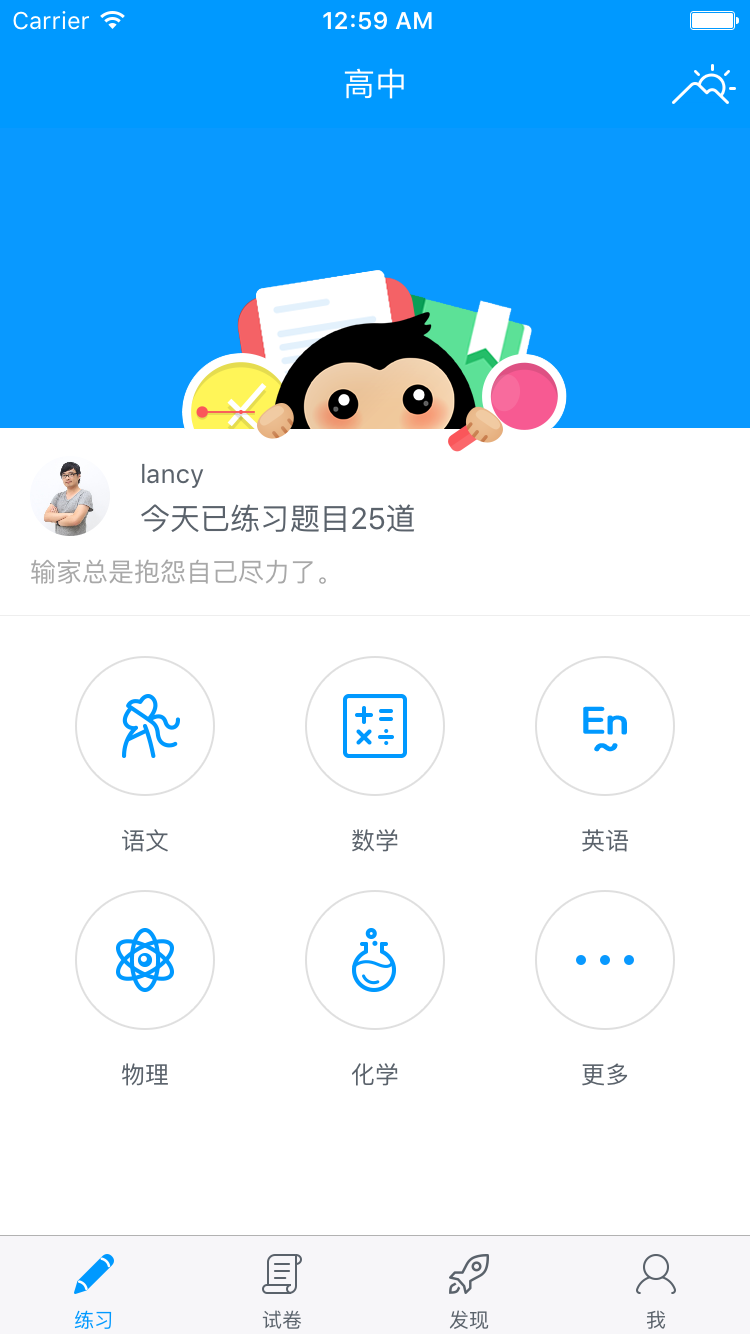 Carrier 12:59 AM
高中
lancy
今天已练习题目25道
输家总是抱怨自己尽力了。
En
语文 数学 英语
物理 化学 更多
练习 试卷 发现 我